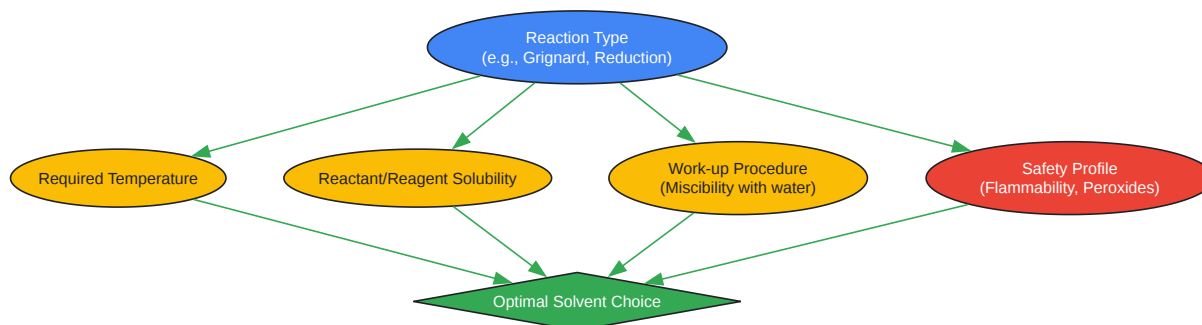 Reaction Type
(e.g., Grignard, Reduction)
Required Temperature
Reactant/Reagent Solubility
Work-up Procedure
(Miscibility with water)
Safety Profile
(Flammability, Peroxides)
Optimal Solvent Choice